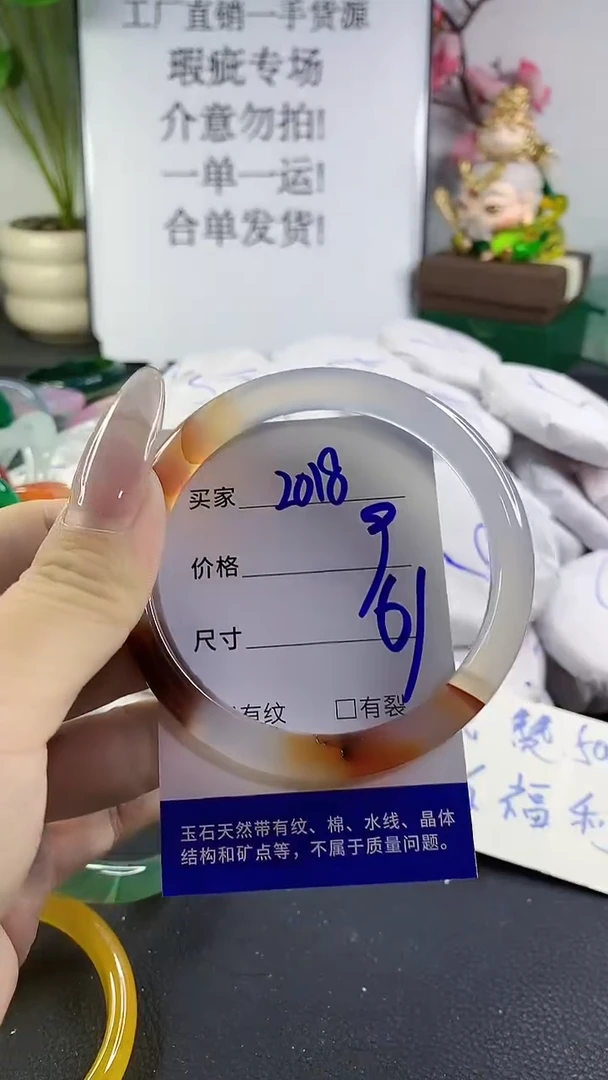 工厂直销一手货源
瑕疵专场
介意勿拍!
一单一运!
合单发货!
买家 2018
价格
尺寸
有纹 □有裂
玉石天然带有纹、棉、水线、晶体
结构和矿点等，不属于质量问题。
福利